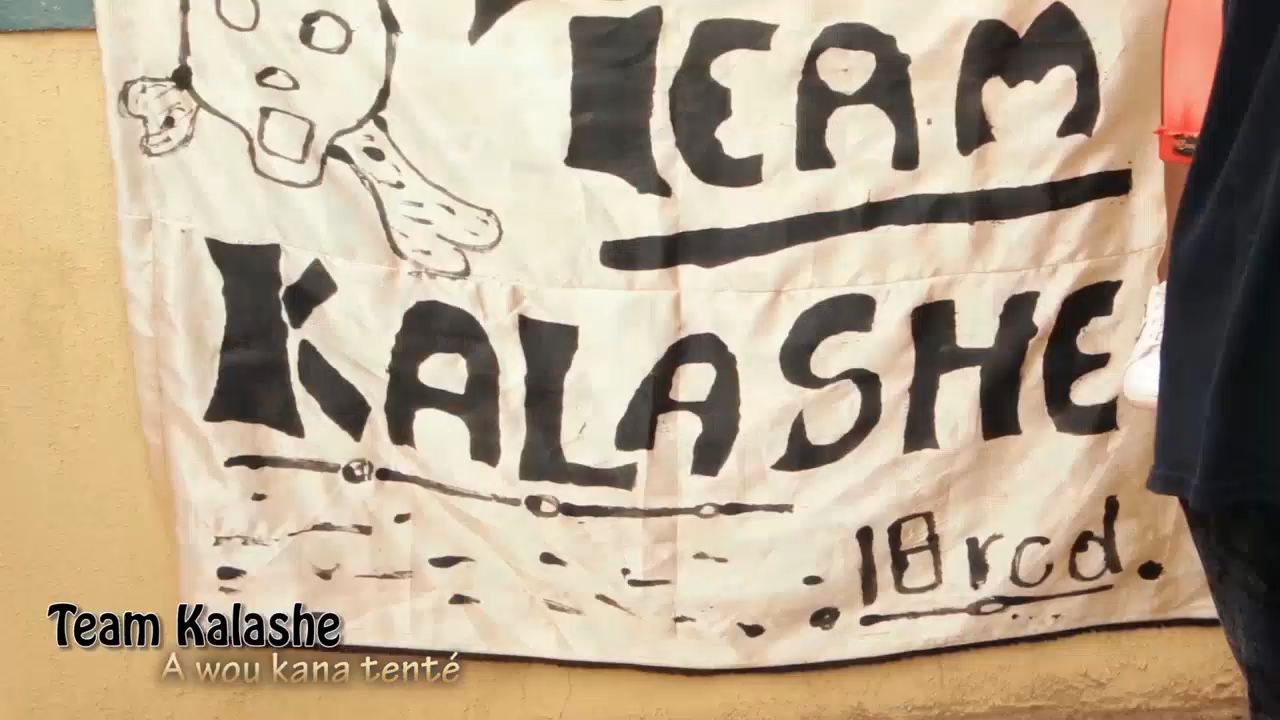 TEAM
KALASHE
18rcd.
Team Kalashe
A wou kana tenté